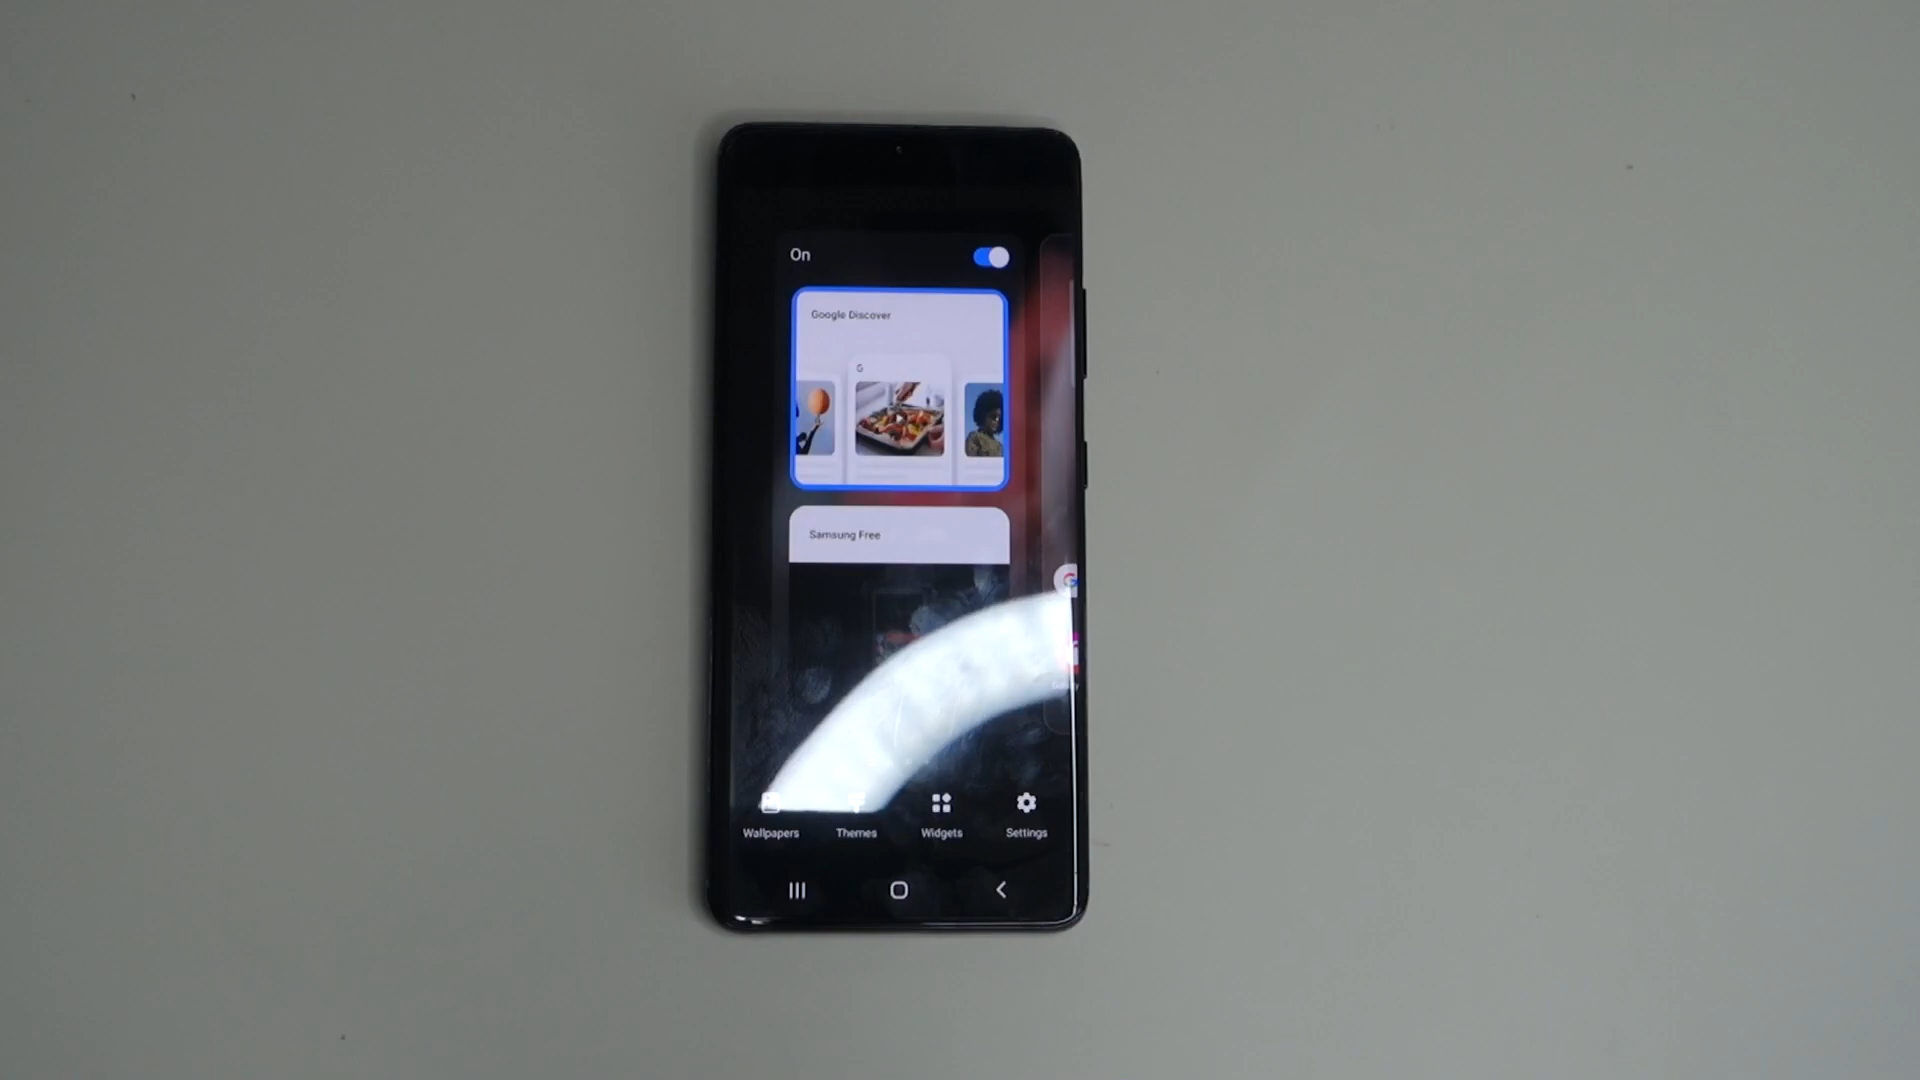 On
Google Discover
G
Samsung Free
G
Wallpapers
Themes
Widgets
Settings